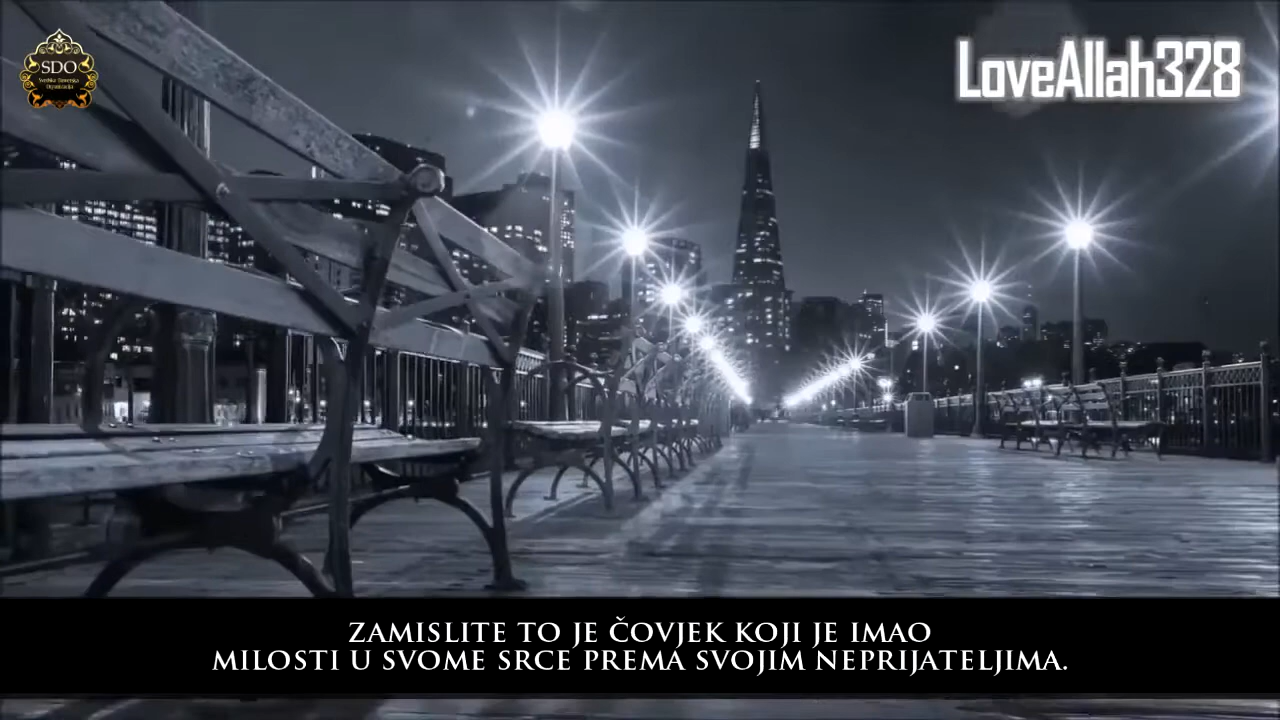 SDO
LoveAllah328
ZAMISLITE TO JE ČOVJEK KOJI JE IMAO
MILOSTI U SVOME SRCE PREMA SVOJIM NEPRIJATELJIMA.